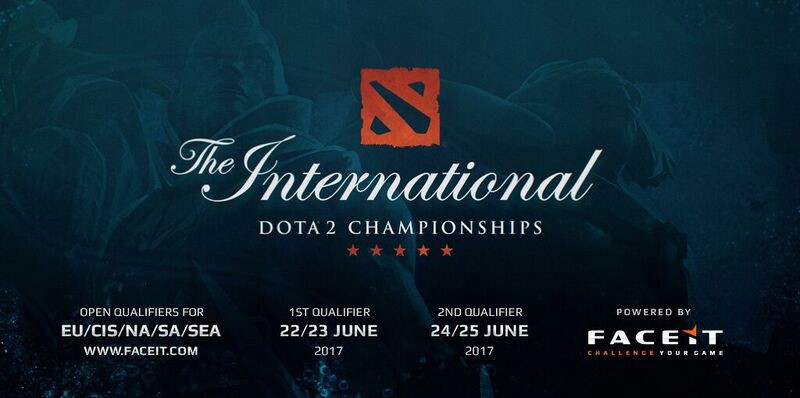 The International
DOTA 2 CHAMPIONSHIPS
OPEN QUALIFIERS FOR
EU/CIS/NA/SA/SEA
WWW.FACEIT.COM
1ST QUALIFIER
22/23 JUNE
2017
2ND QUALIFIER
24/25 JUNE
2017
POWERED BY
FACEIT
CHALLENGE YOUR GAME